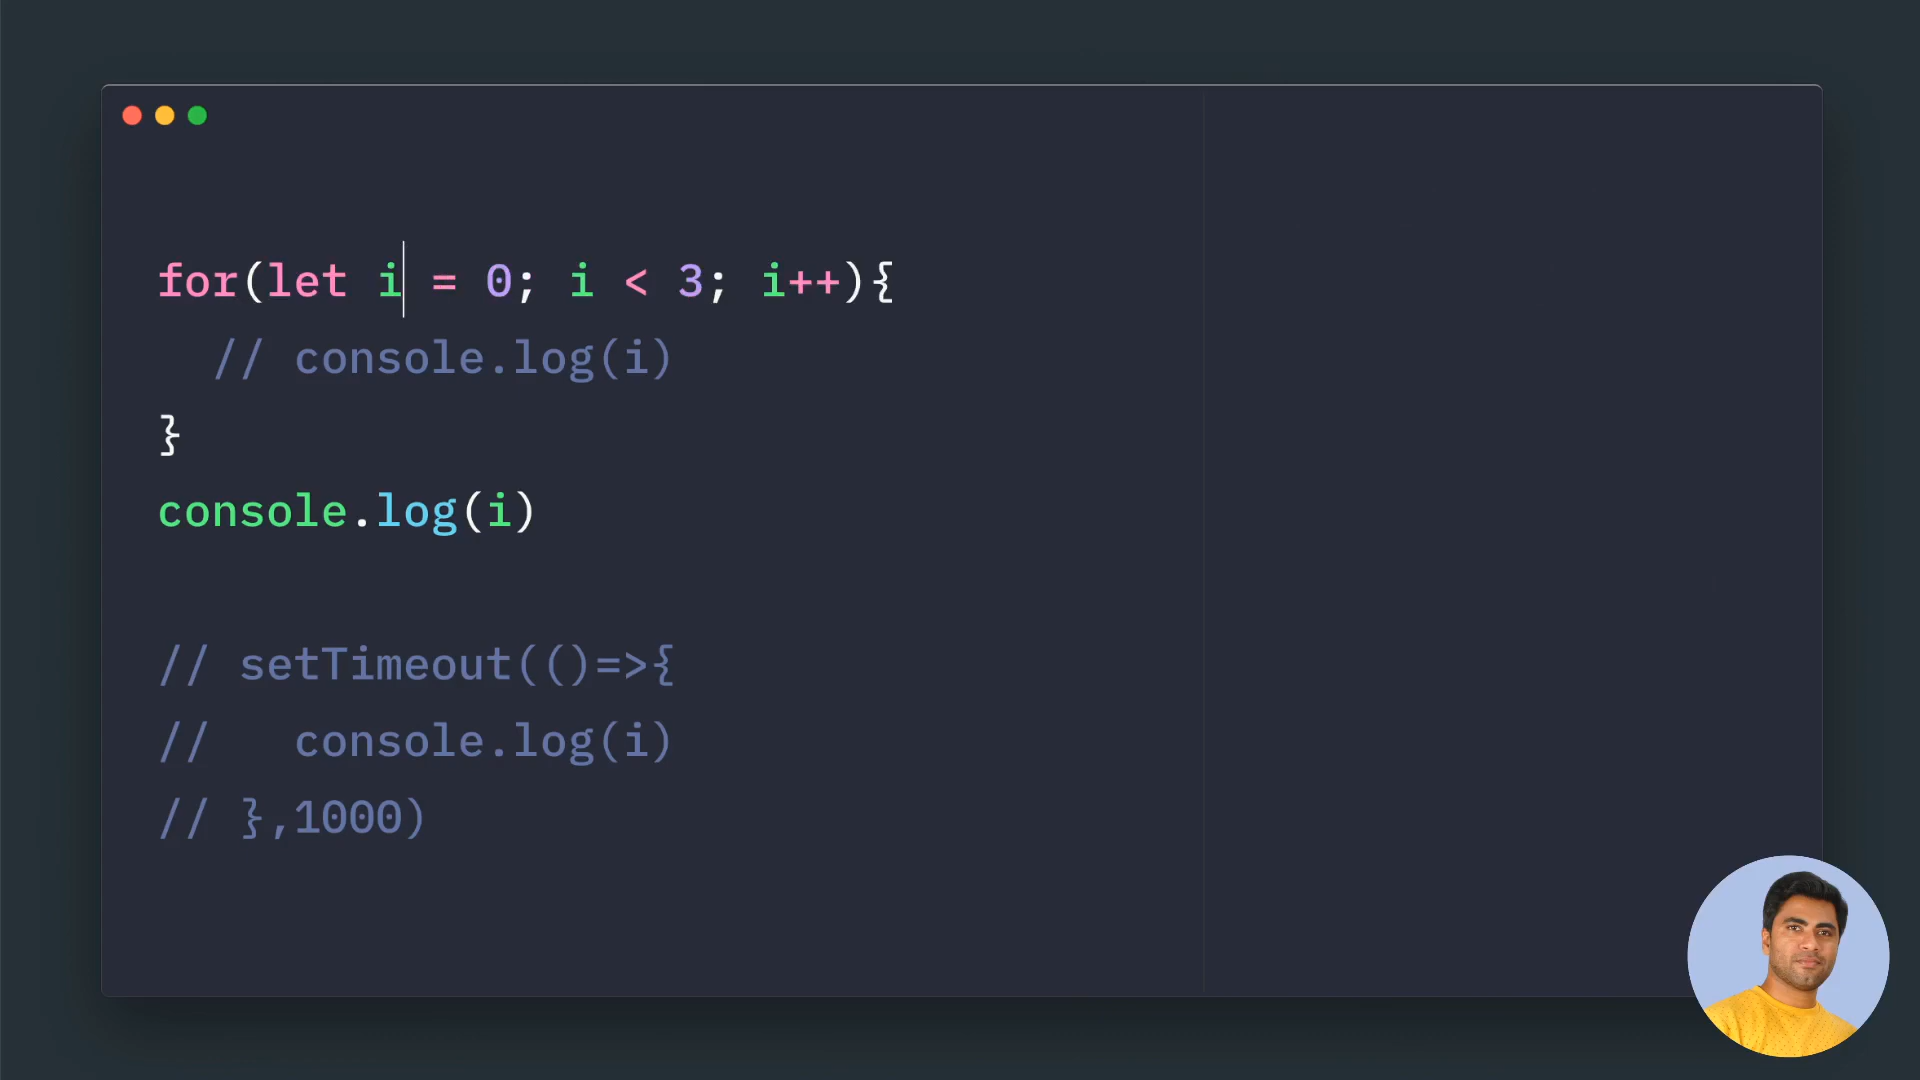 for(let i = 0; i < 3; i++){
  // console.log(i)
}
console.log(i)
// setTimeout(()=>{
//   console.log(i)
// },1000)